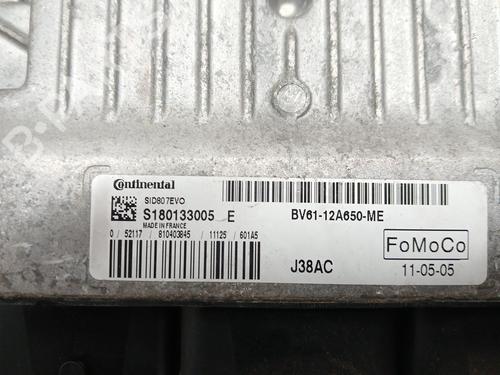 Continental
SID807EVO
S180133005 E
MADE IN FRANCE
0 / 52117 / 810403845 / 11125 / 601A5
BV61-12A650-ME
FoMoCo
J38AC
11-05-05